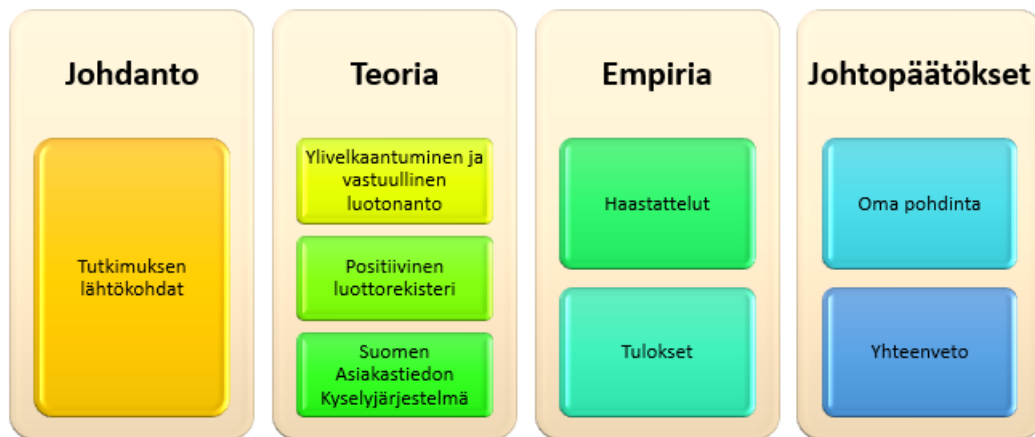 Johdanto
Tutkimuksen
lähtökohdat
Teoria
Ylivelkaantuminen ja
vastuullinen
luotonanto
Positiivinen
luottorekisteri
Suomen
Asiakastiedon
Kyselyjärjestelmä
Empiria
Haastattelut
Tulokset
Johtopäätökset
Oma pohdinta
Yhteenveto